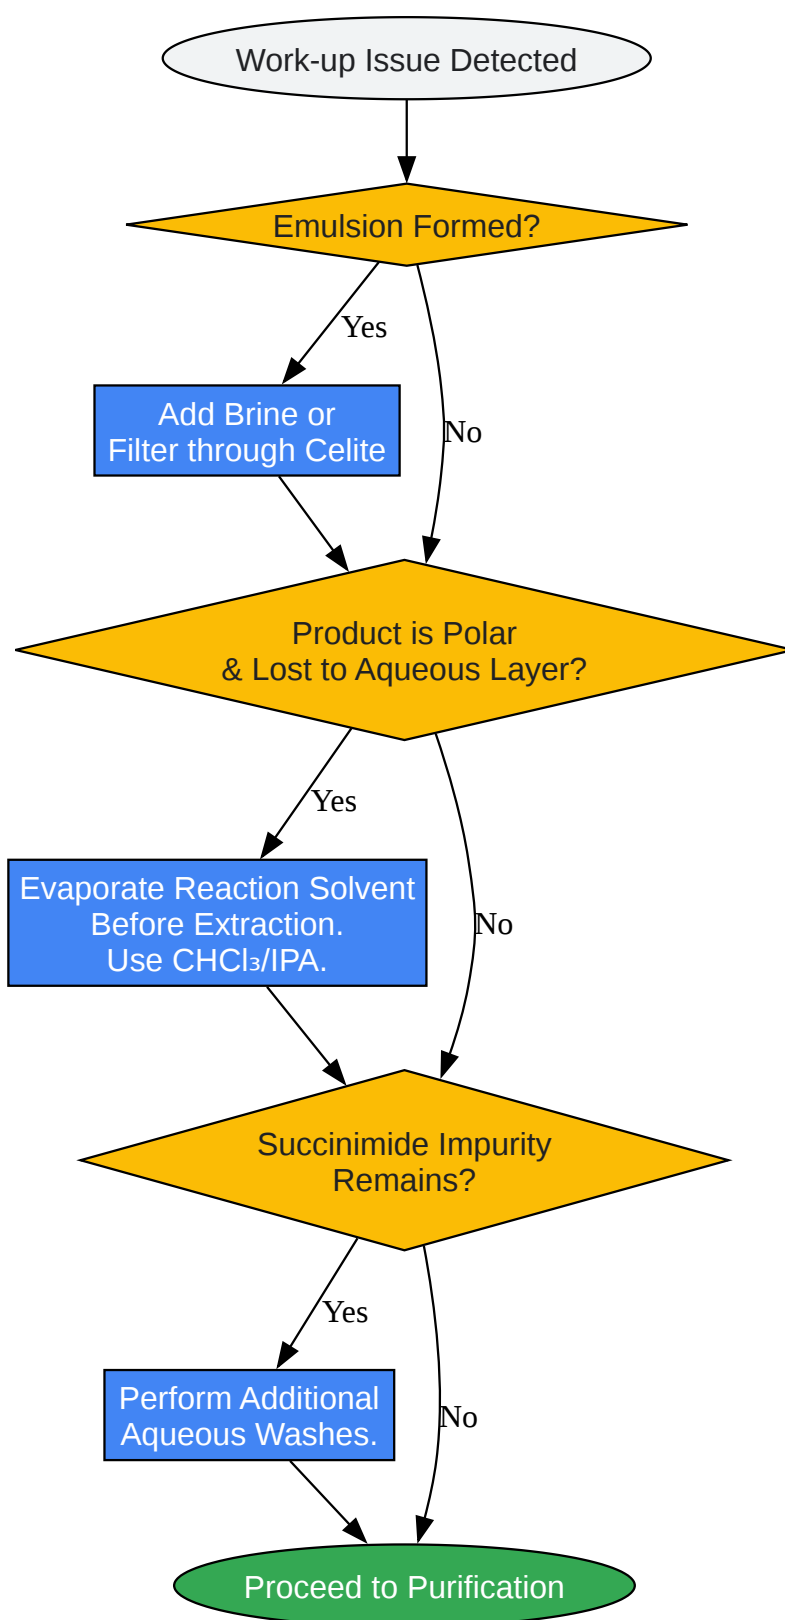 Work-up Issue Detected
Emulsion Formed?
Yes
Add Brine or
Filter through Celite
No
Product is Polar
& Lost to Aqueous Layer?
Yes
Evaporate Reaction Solvent
Before Extraction.
Use CHCl₃/IPA.
No
Succinimide Impurity
Remains?
Yes
Perform Additional
Aqueous Washes.
No
Proceed to Purification